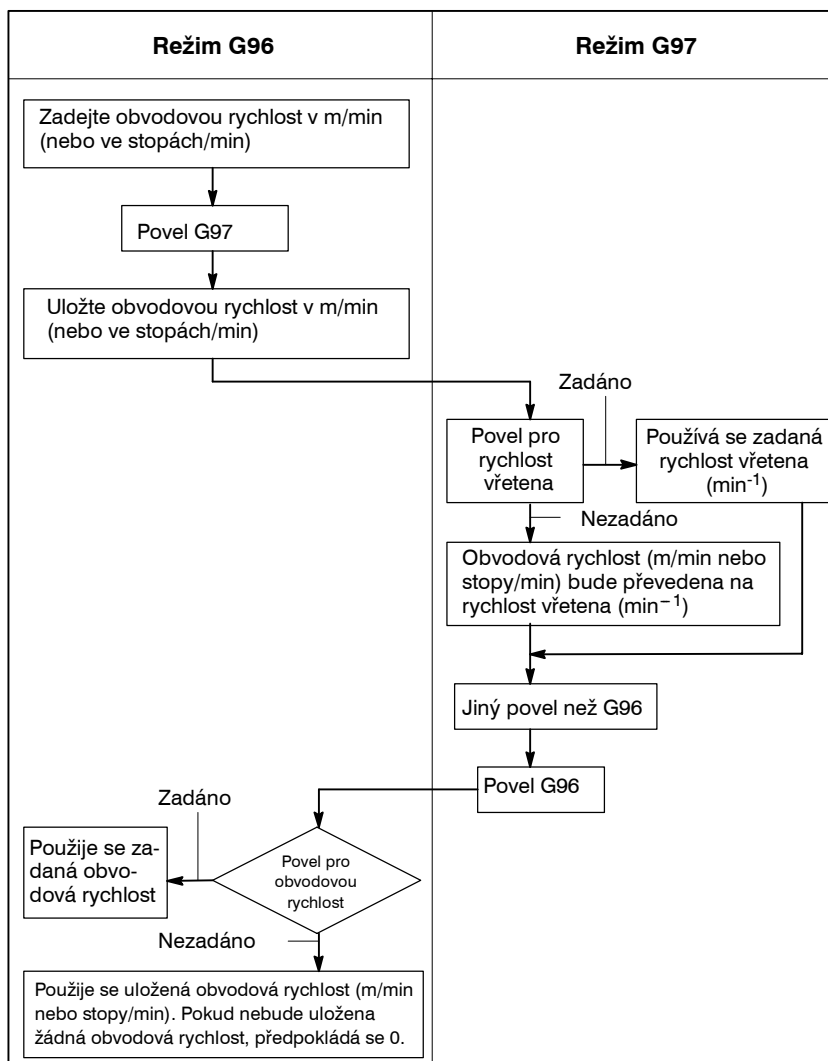 Režim G96
Režim G97
Zadejte obvodovou rychlost v m/min
(nebo ve stopách/min)
Povel G97
Uložte obvodovou rychlost v m/min
(nebo ve stopách/min)
Zadáno
Povel pro
rychlost
vřetena
Používá se zadaná
rychlost vřetena
(min-1)
Nezadáno
Obvodová rychlost (m/min nebo
stopy/min) bude převedena na
rychlost vřetena (min−1)
Jiný povel než G96
Povel G96
Zadáno
Použije se za-
daná obvo-
dová rychlost
Povel pro
obvodovou
rychlost
Nezadáno
Použije se uložená obvodová rychlost (m/min
nebo stopy/min). Pokud nebude uložena
žádná obvodová rychlost, předpokládá se 0.